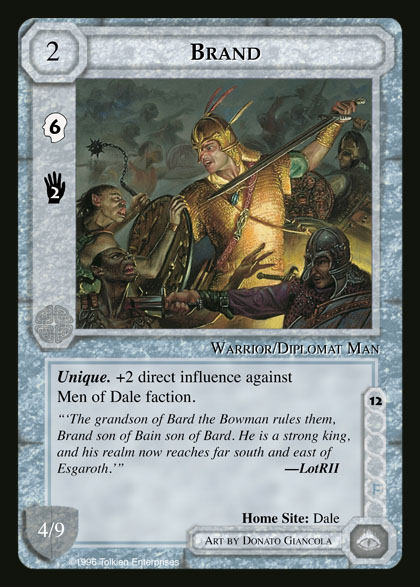 2
BRAND
6
2
WARRIOR/DIPLOMAT MAN
Unique. +2 direct influence against
Men of Dale faction.
“‘The grandson of Bard the Bowman rules them,
Brand son of Bain son of Bard. He is a strong king,
and his realm now reaches far south and east of
Esgaroth.’”
—LotRII
12
Home Site: Dale
4/9
ART BY DONATO GIANCOLA
©1996 Tolkien Enterprises